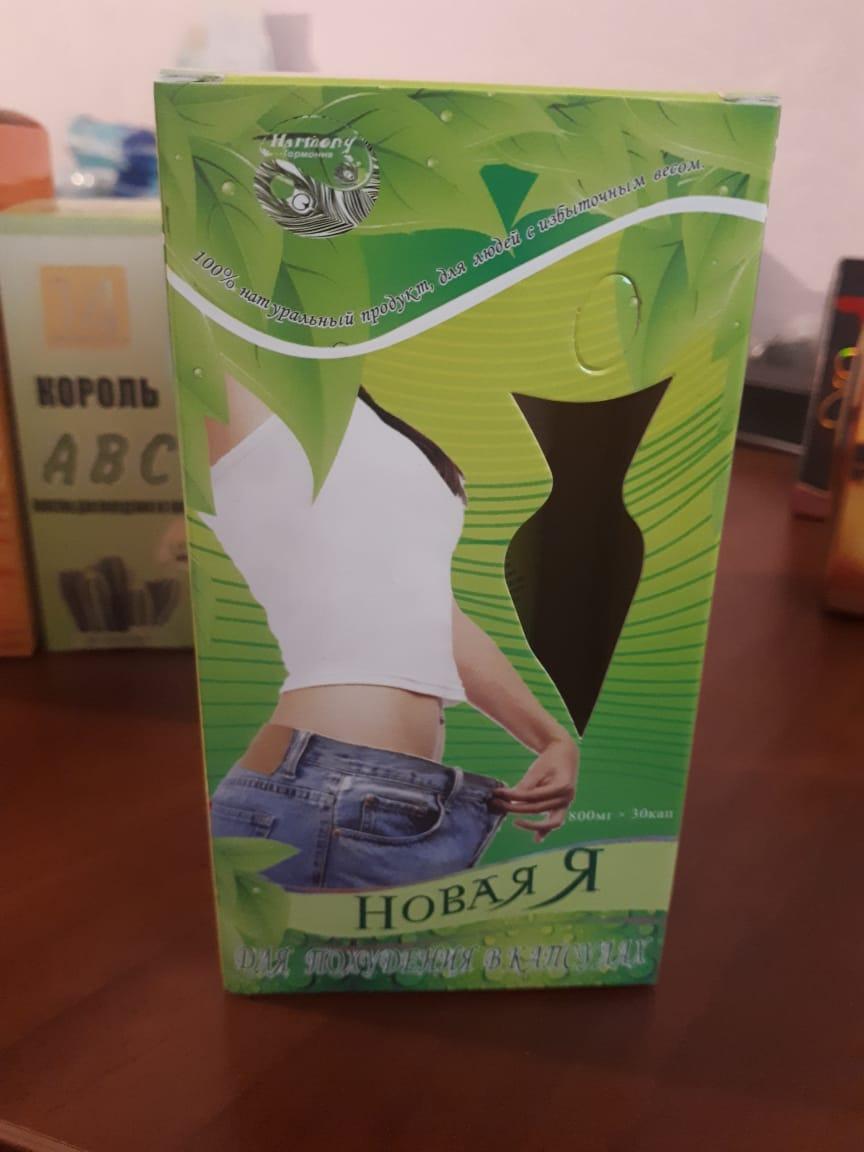 Harmony
Гармония
100% натуральный продукт, для людей с избыточным весом.
КОРОЛЬ
ABC
800мг × 30кап
Новая Я
ДЛЯ ПОХУДЕНИЯ В КАПСУЛАХ